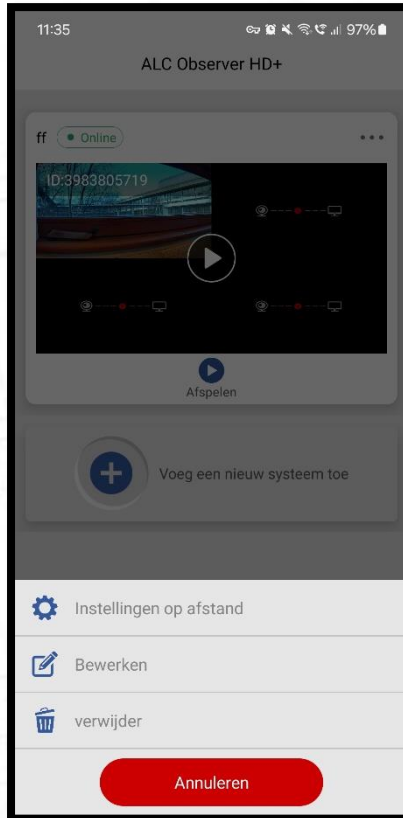 11:35
97%
ALC Observer HD+
ff Online
ID:3983805719
Afspelen
Voeg een nieuw systeem toe
Instellingen op afstand
Bewerken
verwijder
Annuleren